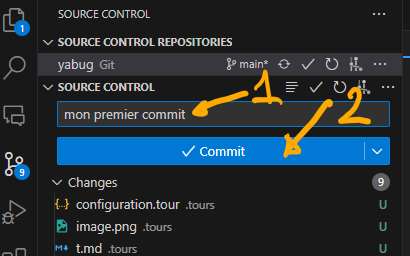 SOURCE CONTROL
1
SOURCE CONTROL REPOSITORIES
yabug Git main*
SOURCE CONTROL
1
mon premier commit
2
9
Commit
Changes 9
{..} configuration.tour .tours U
image.png .tours U
t.md .tours U